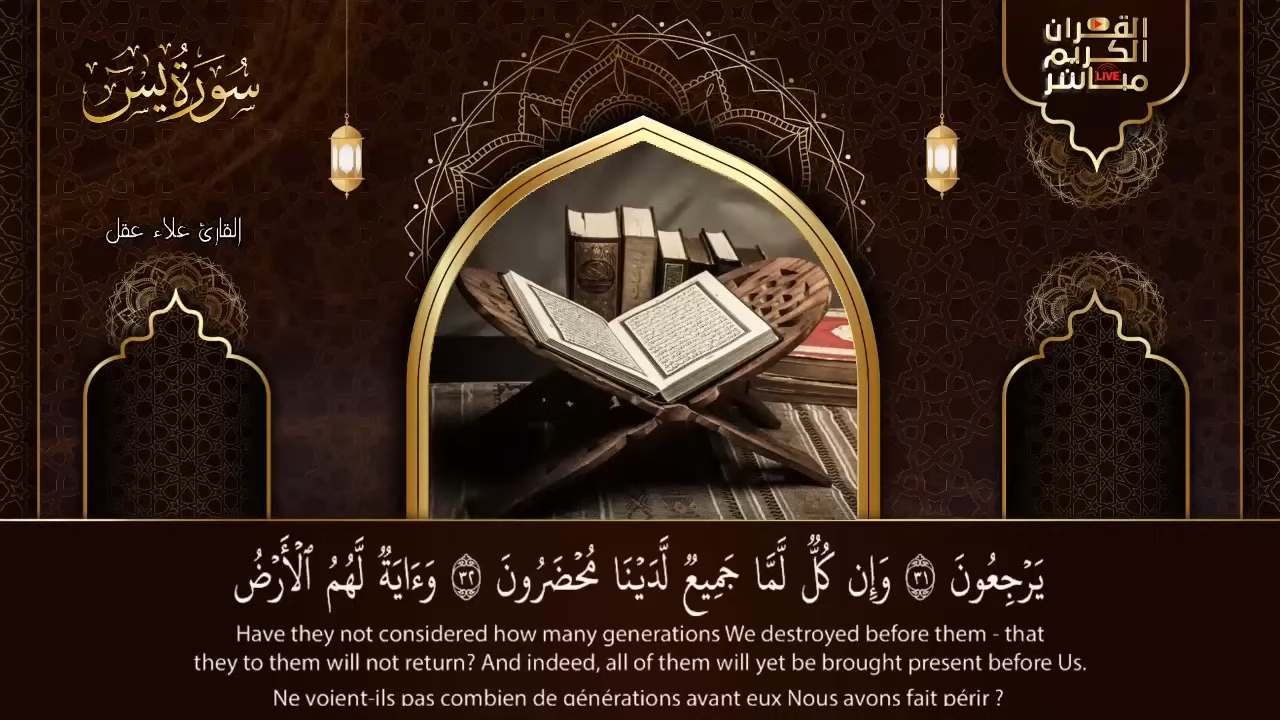 سُورَةُ يس
القرآن
الكريم
مباشر
LIVE
القارئ علاء عقل
يَرْجِعُونَ ٣١ وَإِن كُلٌّ لَّمَّا جَمِيعٌ لَّدَيْنَا مُحْضَرُونَ ٣٢ وَءَايَةٌ لَّهُمُ ٱلْأَرْضُ
Have they not considered how many generations We destroyed before them - that
they to them will not return? And indeed, all of them will yet be brought present before Us.
Ne voient-ils pas combien de générations avant eux Nous avons fait périr ?